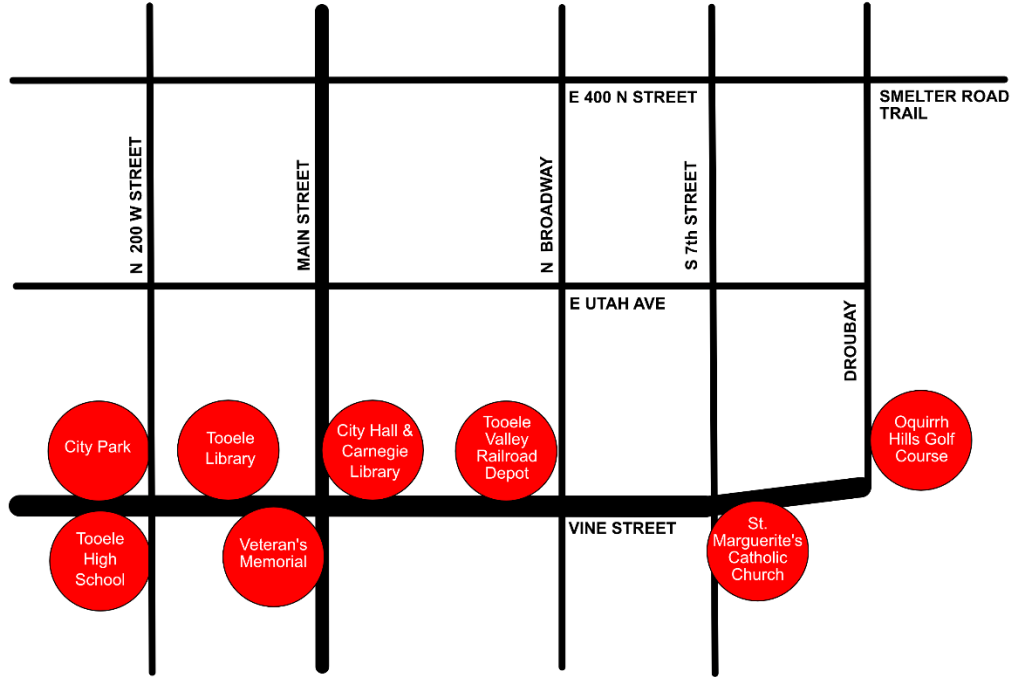 E 400 N STREET
SMELTER ROAD
TRAIL
N 200 W STREET
MAIN STREET
N BROADWAY
S 7th STREET
E UTAH AVE
DROUBAY
City Park
Tooele
Library
City Hall &
Carnegie
Library
Tooele
Valley
Railroad
Depot
Oquirrh
Hills Golf
Course
VINE STREET
Tooele
High
School
Veteran's
Memorial
St.
Marguerite's
Catholic
Church